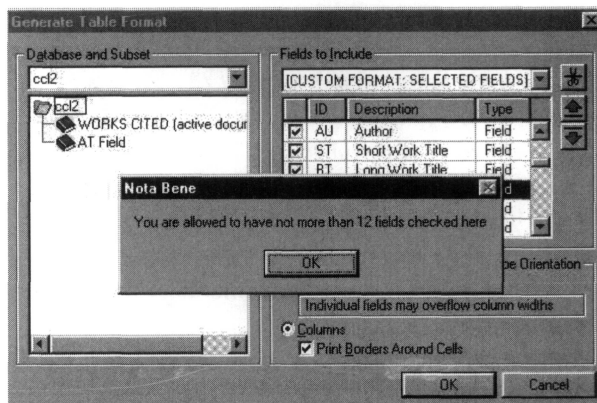 Generate Table Format
Database and Subset
ccl2
ccl2
WORKS CITED (active docur
AT Field
Fields to Include
[CUSTOM FORMAT: SELECTED FIELDS]
ID Description Type
AU Author Field
ST Short Work Title Field
BT Long Work Title Field
d
d
d
Nota Bene
You are allowed to have not more than 12 fields checked here
OK
pe Orientation
Individual fields may overflow column widths
Columns
Print Borders Around Cells
OK Cancel